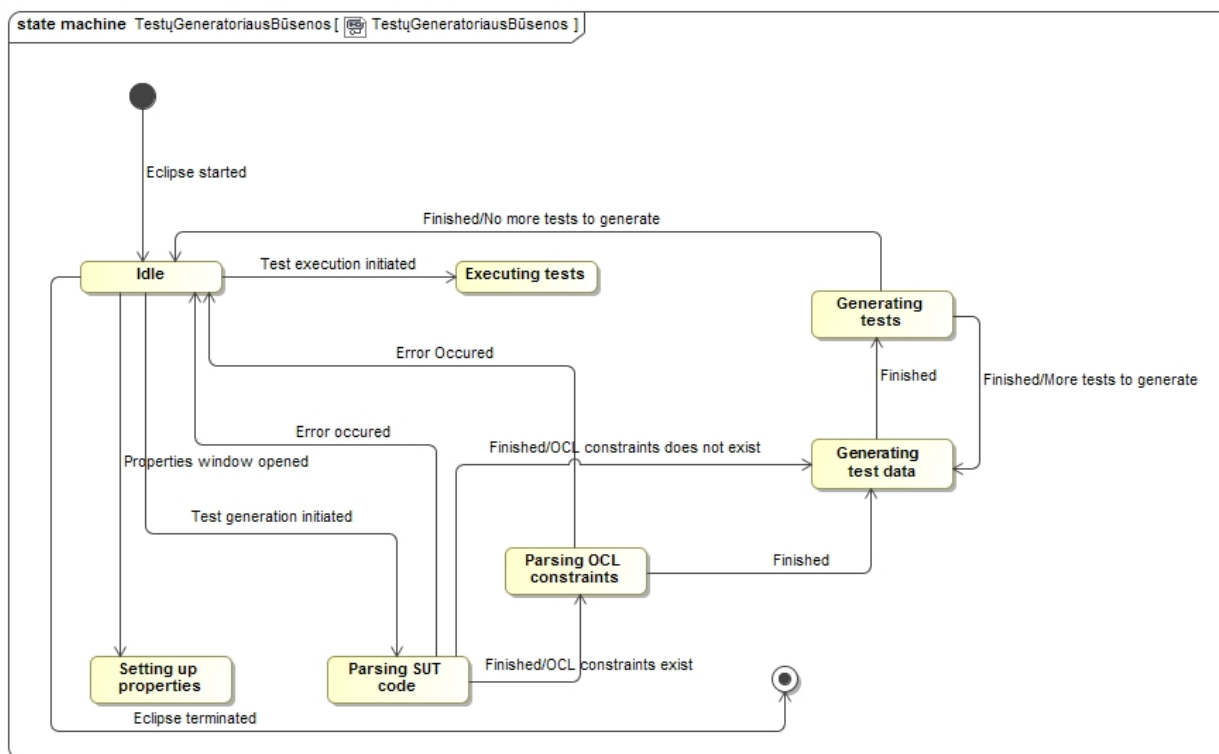 state machine TestųGeneratoriausBūsenos [ TestųGeneratoriausBūsenos ]
Eclipse started
Finished/No more tests to generate
Idle
Test execution initiated
Executing tests
Generating
tests
Error Occured
Finished
Finished/More tests to generate
Error occured
Finished/OCL constraints does not exist
Properties window opened
Generating
test data
Test generation initiated
Parsing OCL
constraints
Finished
Setting up
properties
Parsing SUT
code
Finished/OCL constraints exist
Eclipse terminated